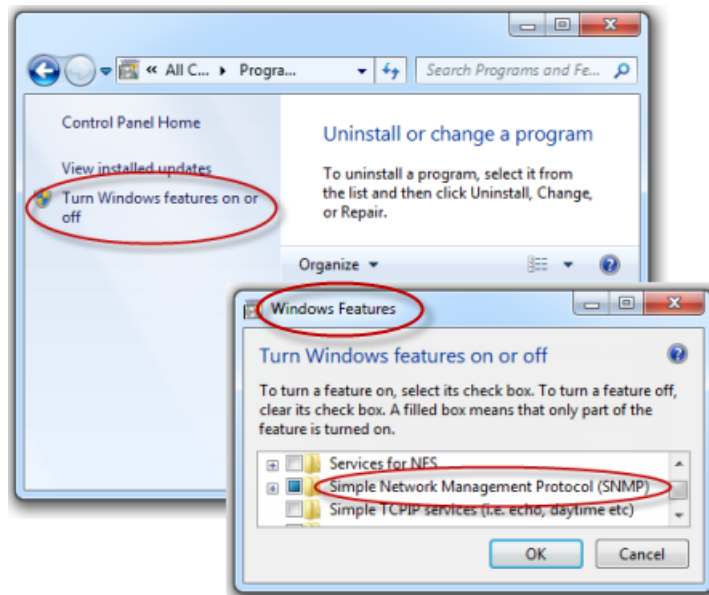 « All C... ▸ Progra...
Search Programs and Fe...
Control Panel Home
View installed updates
Turn Windows features on or
off
Uninstall or change a program
To uninstall a program, select it from
the list and then click Uninstall, Change,
or Repair.
Organize
Windows Features
Turn Windows features on or off
To turn a feature on, select its check box. To turn a feature off,
clear its check box. A filled box means that only part of the
feature is turned on.
Services for NFS
Simple Network Management Protocol (SNMP)
Simple TCPIP services (i.e. echo, daytime etc)
OK
Cancel